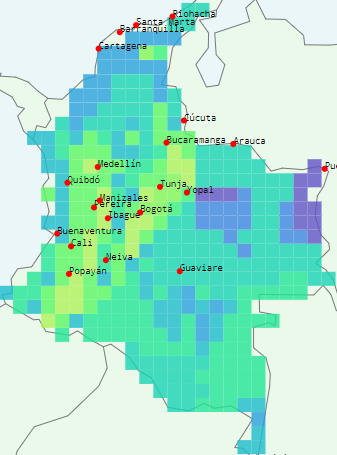 Riohacha
Santa Marta
Barranquilla
Cartagena
Cúcuta
Bucaramanga
Arauca
Medellín
Quibdó
Tunja
Yopal
Manizales
Pereira
Bogotá
Ibagué
Buenaventura
Cali
Neiva
Popayán
Guaviare